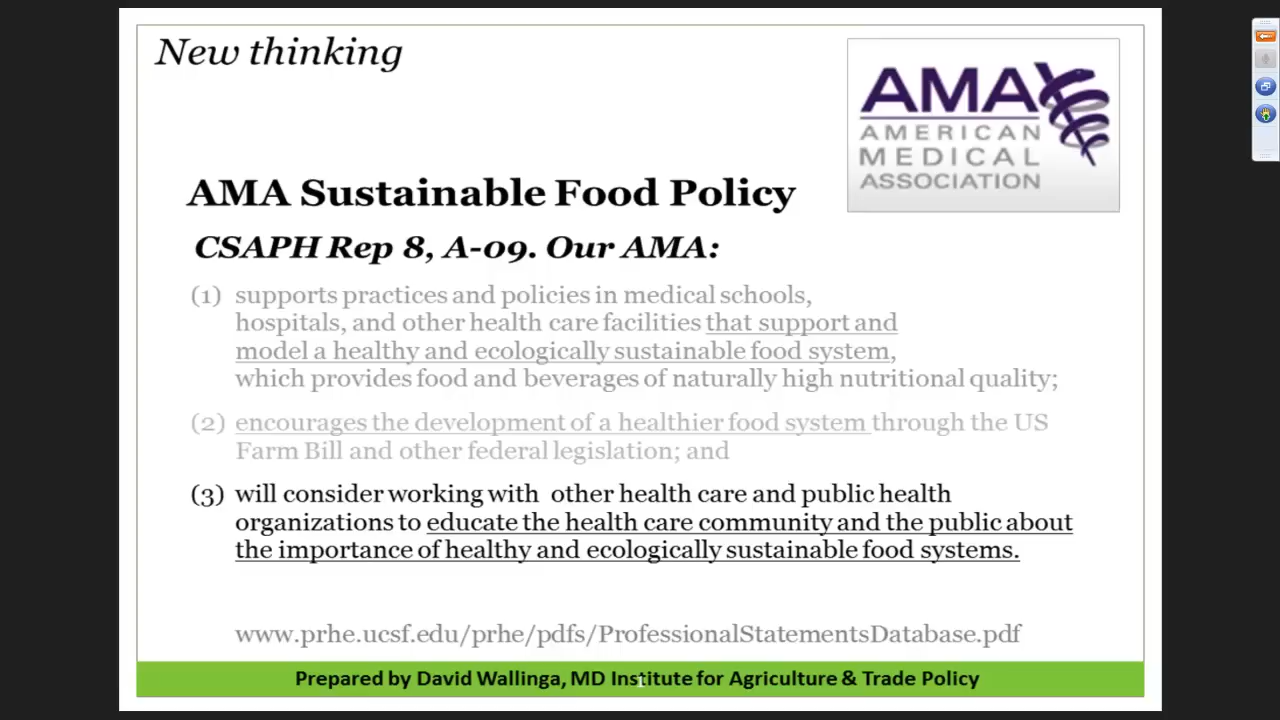 New thinking
AMA
AMERICAN
MEDICAL
ASSOCIATION
AMA Sustainable Food Policy
CSAPH Rep 8, A-09. Our AMA:
(1) supports practices and policies in medical schools,
hospitals, and other health care facilities that support and
model a healthy and ecologically sustainable food system,
which provides food and beverages of naturally high nutritional quality;
(2) encourages the development of a healthier food system through the US
Farm Bill and other federal legislation; and
(3) will consider working with other health care and public health
organizations to educate the health care community and the public about
the importance of healthy and ecologically sustainable food systems.
www.prhe.ucsf.edu/prhe/pdfs/ProfessionalStatementsDatabase.pdf
Prepared by David Wallinga, MD Institute for Agriculture & Trade Policy